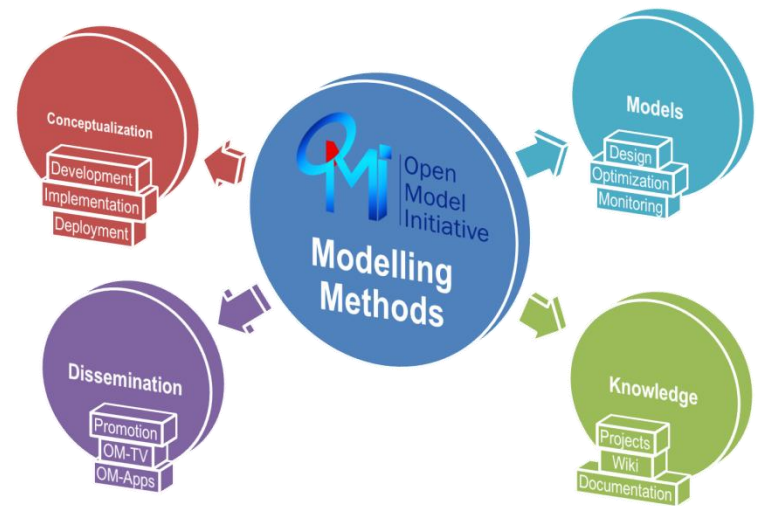 Conceptualization
Development
Implementation
Deployment
Models
Design
Optimization
Monitoring
OMi
Open
Model
Initiative
Modelling
Methods
Dissemination
Promotion
OM-TV
OM-Apps
Knowledge
Projects
Wiki
Documentation